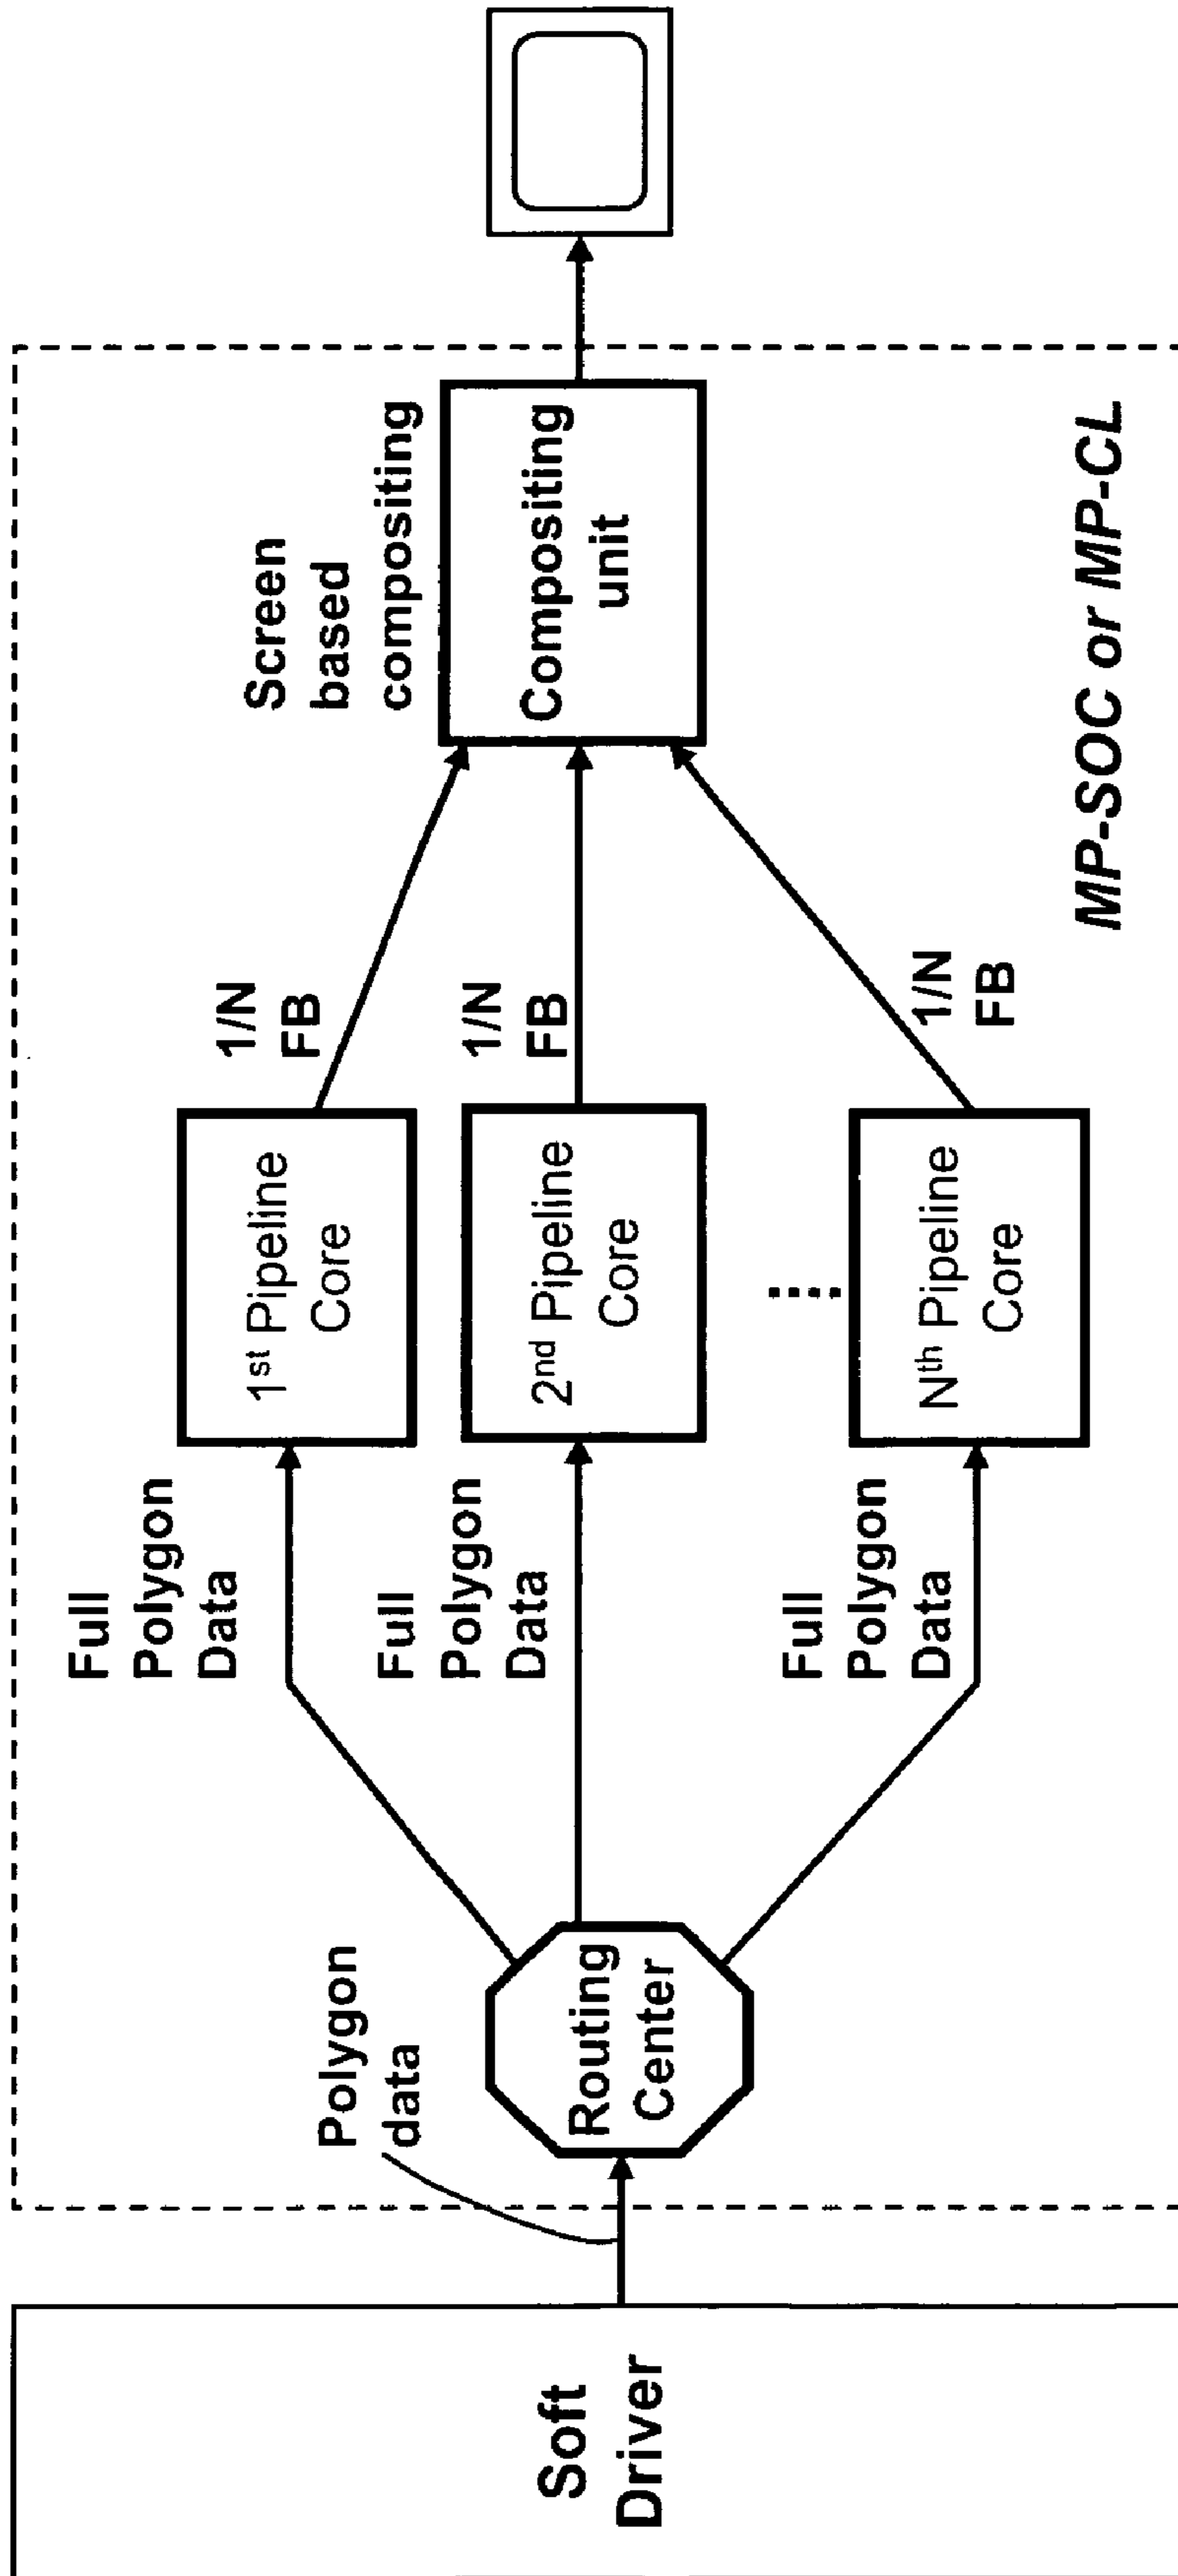 Soft
Driver
Polygon
data
Routing
Center
Full
Polygon
Data
Full
Polygon
Data
Full
Polygon
Data
1st Pipeline
Core
2nd Pipeline
Core
Nth Pipeline
Core
1/N
FB
1/N
FB
1/N
FB
Screen
based
compositing
Compositing
unit
MP-SOC or MP-CL